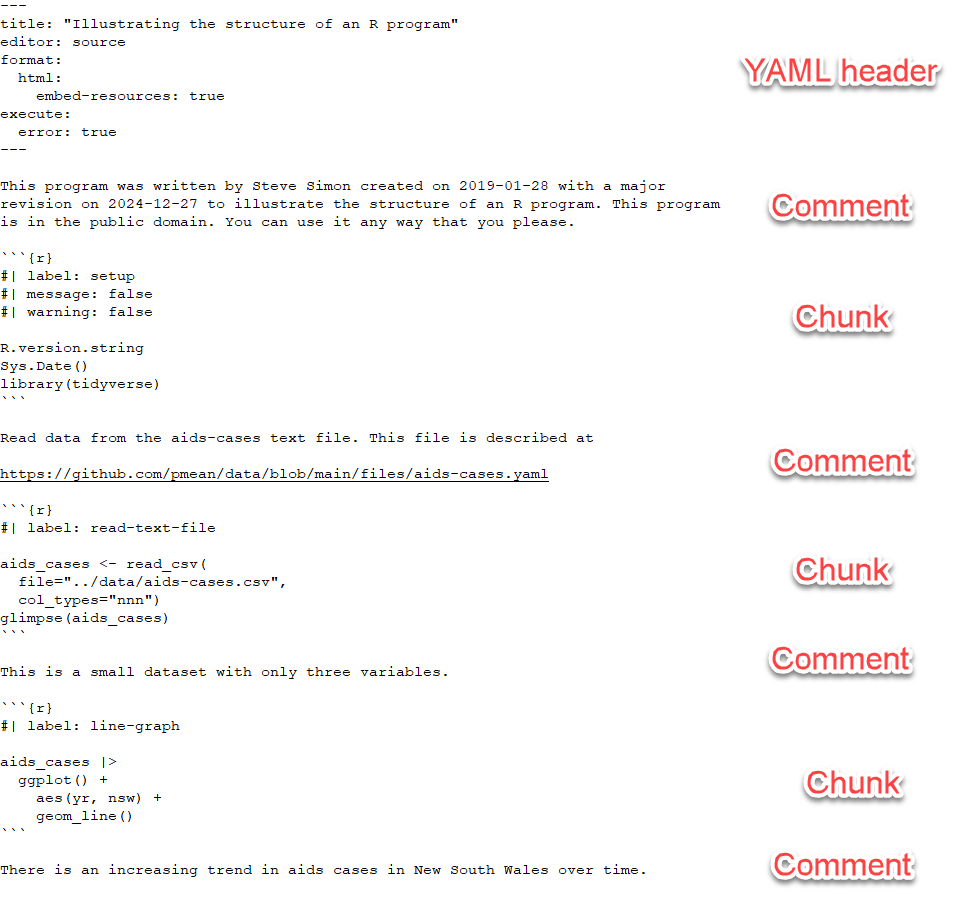 ---
title: "Illustrating the structure of an R program"
editor: source
format:
  html:
    embed-resources: true
execute:
  error: true
---
YAML header
This program was written by Steve Simon created on 2019-01-28 with a major
revision on 2024-12-27 to illustrate the structure of an R program. This program
is in the public domain. You can use it any way that you please.
Comment
```{r}
#| label: setup
#| message: false
#| warning: false
R.version.string
Sys.Date()
library(tidyverse)
```
Chunk
Read data from the aids-cases text file. This file is described at
https://github.com/pmean/data/blob/main/files/aids-cases.yaml
Comment
```{r}
#| label: read-text-file
aids_cases <- read_csv(
  file="../data/aids-cases.csv",
  col_types="nnn")
glimpse(aids_cases)
```
Chunk
This is a small dataset with only three variables.
Comment
```{r}
#| label: line-graph
aids_cases |>
  ggplot() +
    aes(yr, nsw) +
    geom_line()
```
Chunk
There is an increasing trend in aids cases in New South Wales over time.
Comment